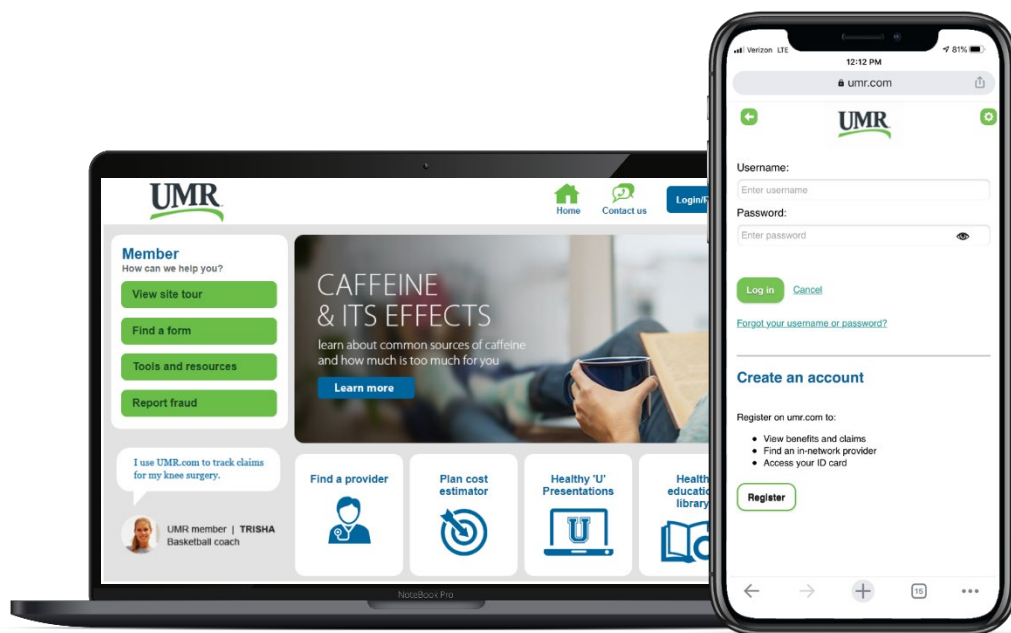 UMR
Home
Contact us
Login/R
Member
How can we help you?
View site tour
Find a form
Tools and resources
Report fraud
CAFFEINE
& ITS EFFECTS
learn about common sources of caffeine
and how much is too much for you
Learn more
I use UMR.com to track claims
for my knee surgery.
UMR member | TRISHA
Basketball coach
Find a provider
Plan cost
estimator
Healthy 'U'
Presentations
U
Health
educatio
library
NoteBook Pro
Verizon LTE
81%
12:12 PM
umr.com
UMR
Username:
Enter username
Password:
Enter password
Log in
Cancel
Forgot your username or password?
Create an account
Register on umr.com to:
• View benefits and claims
• Find an in-network provider
• Access your ID card
Register
15